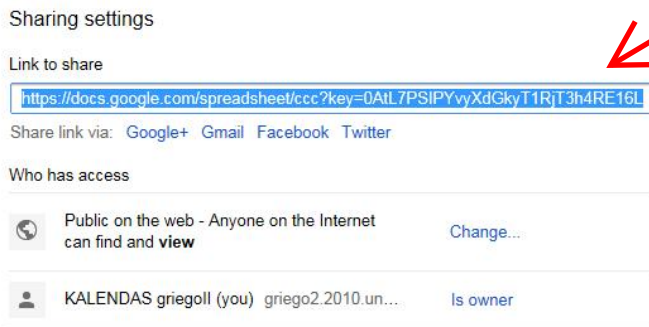 Sharing settings
Link to share
https://docs.google.com/spreadsheet/ccc?key=0AtL7PSIPYvyXdGkyT1RjT3h4RE16L
Share link via: Google+ Gmail Facebook Twitter
Who has access
Public on the web - Anyone on the Internet can find and view Change...
KALENDAS griegoII (you) griego2.2010.un... Is owner